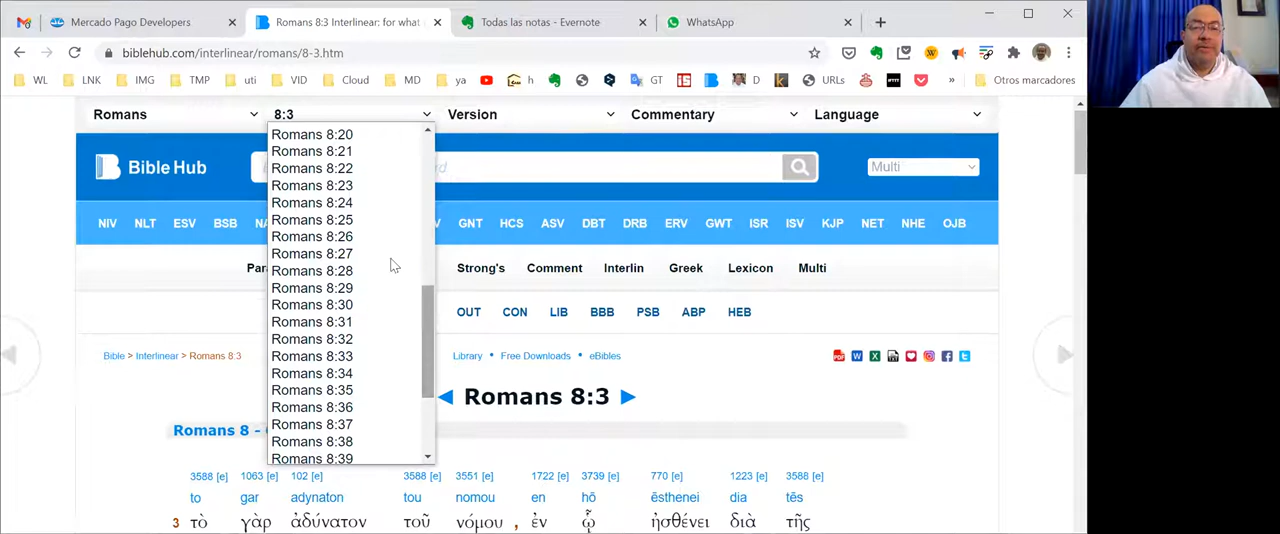 Mercado Pago Developers
Romans 8:3 Interlinear: for what
Todas las notas - Evernote
WhatsApp
biblehub.com/interlinear/romans/8-3.htm
WL LNK IMG TMP uti VID Cloud MD ya h GT D URLs » Otros marcadores
Romans 8:3 Version Commentary Language
Romans 8:20
Romans 8:21
Romans 8:22
Romans 8:23
Romans 8:24
Romans 8:25
Romans 8:26
Romans 8:27
Romans 8:28
Romans 8:29
Romans 8:30
Romans 8:31
Romans 8:32
Romans 8:33
Romans 8:34
Romans 8:35
Romans 8:36
Romans 8:37
Romans 8:38
Romans 8:39
Bible Hub
Multi
NIV NLT ESV BSB GNT HCS ASV DBT DRB ERV GWT ISR ISV KJP NET NHE OJB
Strong's Comment Interlin Greek Lexicon Multi
OUT CON LIB BBB PSB ABP HEB
Bible > Interlinear > Romans 8:3
Library • Free Downloads • eBibles
◄ Romans 8:3 ►
Romans 8 -
3588 [e] 1063 [e] 102 [e] 3588 [e] 3551 [e] 1722 [e] 3739 [e] 770 [e] 1223 [e] 3588 [e]
to gar adynaton tou nomou en hō ēsthenei dia tēs
3 τὸ γὰρ ἀδύνατον τοῦ νόμου , ἐν ᾧ ἠσθένει διὰ τῆς